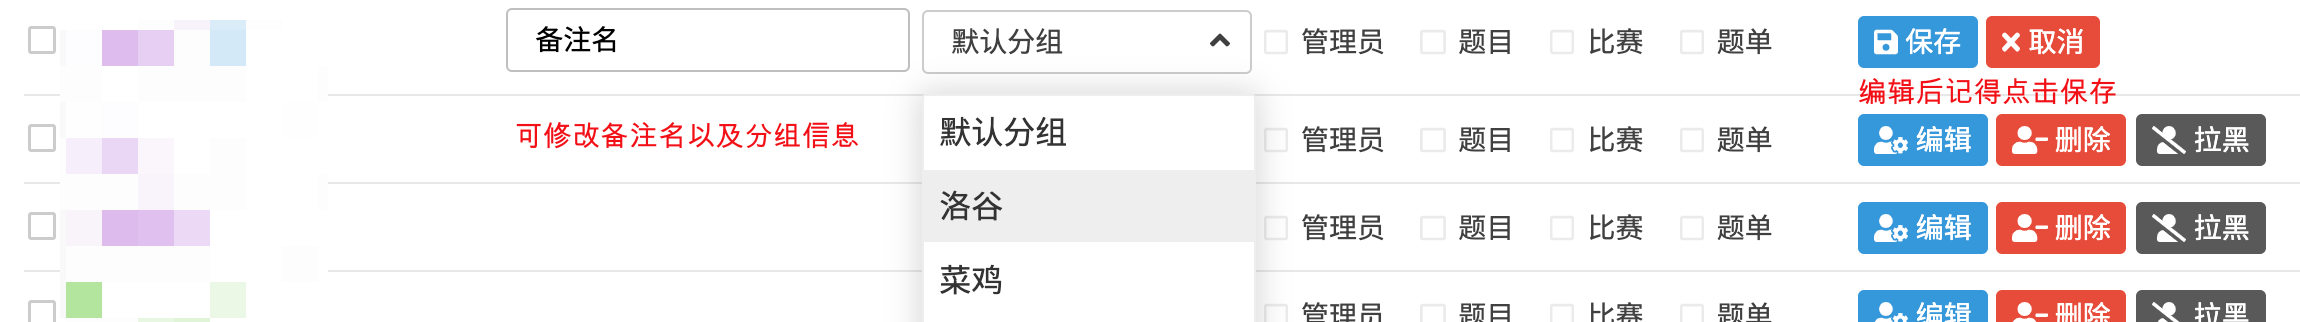 备注名 默认分组 管理员 题目 比赛 题单 保存 取消
编辑后记得点击保存
可修改备注名以及分组信息 默认分组 管理员 题目 比赛 题单 编辑 删除 拉黑
洛谷 管理员 题目 比赛 题单 编辑 删除 拉黑
菜鸡
管理员 题目 比赛 题单 编辑 删除 拉黑